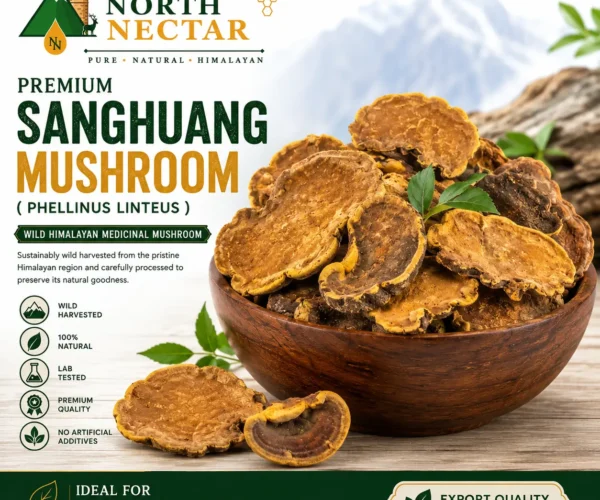 NORTH
NECTAR
N
PURE • NATURAL • HIMALAYAN
PREMIUM
SANGHUANG
MUSHROOM
( PHELLINUS LINTEUS )
WILD HIMALAYAN MEDICINAL MUSHROOM
Sustainably wild harvested from the pristine
Himalayan region and carefully processed to
preserve its natural goodness.
WILD
HARVESTED
100%
NATURAL
LAB
TESTED
PREMIUM
QUALITY
NO ARTIFICIAL
ADDITIVES
IDEAL FOR
EXPORT QUALITY